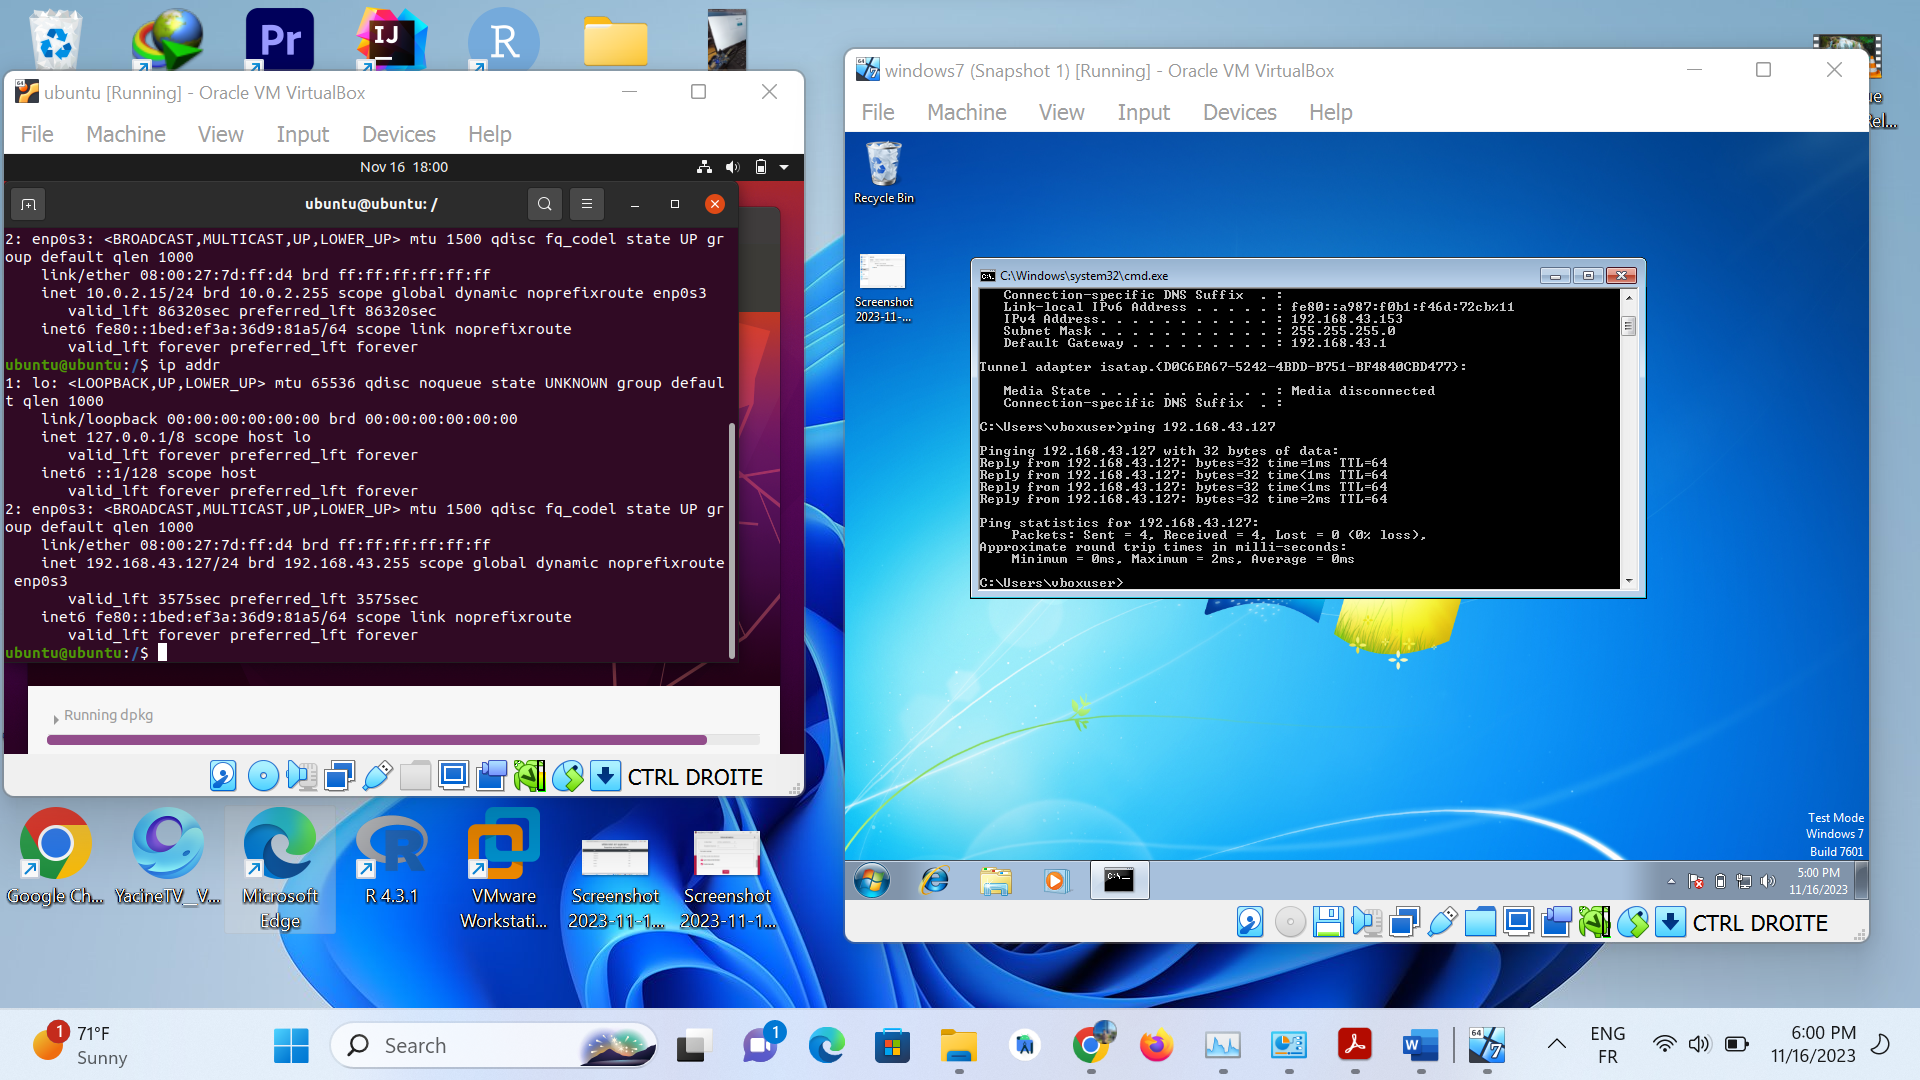 Pr
IJ
R
ubuntu [Running] - Oracle VM VirtualBox
File Machine View Input Devices Help
Nov 16 18:00
ubuntu@ubuntu: /
2: enp0s3: <BROADCAST,MULTICAST,UP,LOWER_UP> mtu 1500 qdisc fq_codel state UP gr
oup default qlen 1000
link/ether 08:00:27:7d:ff:d4 brd ff:ff:ff:ff:ff:ff
inet 10.0.2.15/24 brd 10.0.2.255 scope global dynamic noprefixroute enp0s3
valid_lft 86320sec preferred_lft 86320sec
inet6 fe80::1bed:ef3a:36d9:81a5/64 scope link noprefixroute
valid_lft forever preferred_lft forever
ubuntu@ubuntu:/$ ip addr
1: lo: <LOOPBACK,UP,LOWER_UP> mtu 65536 qdisc noqueue state UNKNOWN group defaul
t qlen 1000
link/loopback 00:00:00:00:00:00 brd 00:00:00:00:00:00
inet 127.0.0.1/8 scope host lo
valid_lft forever preferred_lft forever
inet6 ::1/128 scope host
valid_lft forever preferred_lft forever
2: enp0s3: <BROADCAST,MULTICAST,UP,LOWER_UP> mtu 1500 qdisc fq_codel state UP gr
oup default qlen 1000
link/ether 08:00:27:7d:ff:d4 brd ff:ff:ff:ff:ff:ff
inet 192.168.43.127/24 brd 192.168.43.255 scope global dynamic noprefixroute
enp0s3
valid_lft 3575sec preferred_lft 3575sec
inet6 fe80::1bed:ef3a:36d9:81a5/64 scope link noprefixroute
valid_lft forever preferred_lft forever
ubuntu@ubuntu:/$
Running dpkg
CTRL DROITE
windows7 (Snapshot 1) [Running] - Oracle VM VirtualBox
File Machine View Input Devices Help
Recycle Bin
Screenshot
2023-11-...
C:\Windows\system32\cmd.exe
Connection-specific DNS Suffix . :
Link-local IPv6 Address . . . . . : fe80::a987:f0b1:f46d:72cb%11
IPv4 Address. . . . . . . . . . . : 192.168.43.153
Subnet Mask . . . . . . . . . . . : 255.255.255.0
Default Gateway . . . . . . . . . : 192.168.43.1
Tunnel adapter isatap.{D0C6EA67-5242-4BDD-B751-BF4840CBD477}:
Media State . . . . . . . . . . . : Media disconnected
Connection-specific DNS Suffix . :
C:\Users\vboxuser>ping 192.168.43.127
Pinging 192.168.43.127 with 32 bytes of data:
Reply from 192.168.43.127: bytes=32 time=1ms TTL=64
Reply from 192.168.43.127: bytes=32 time<1ms TTL=64
Reply from 192.168.43.127: bytes=32 time<1ms TTL=64
Reply from 192.168.43.127: bytes=32 time=2ms TTL=64
Ping statistics for 192.168.43.127:
Packets: Sent = 4, Received = 4, Lost = 0 (0% loss),
Approximate round trip times in milli-seconds:
Minimum = 0ms, Maximum = 2ms, Average = 0ms
C:\Users\vboxuser>
Test Mode
Windows 7
Build 7601
5:00 PM
11/16/2023
CTRL DROITE
ue
Rel...
Google Ch...
YacineTV_V...
Microsoft
Edge
R 4.3.1
VMware
Workstati...
Screenshot
2023-11-1...
Screenshot
2023-11-1...
1
71°F
Sunny
Search
1
ENG
FR
6:00 PM
11/16/2023